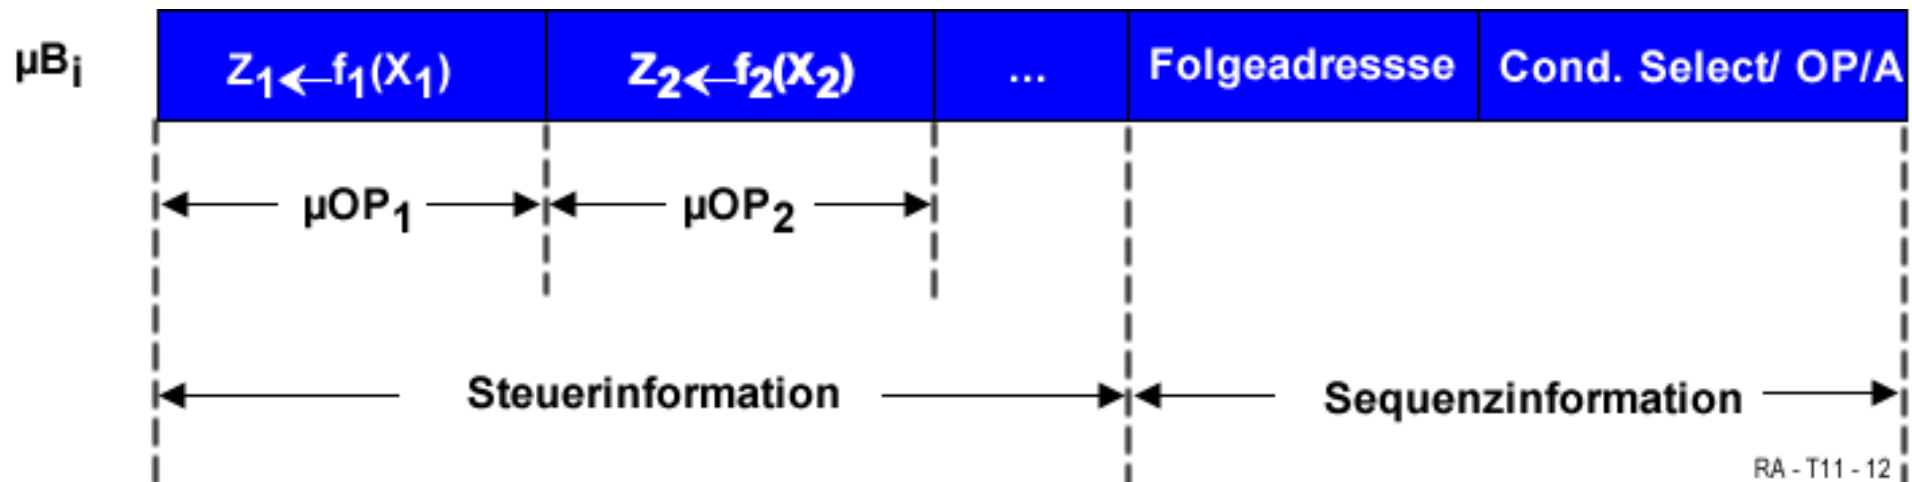 µBi Z1←f1(X1) Z2←f2(X2) ... Folgeadressse Cond. Select/ OP/A
µOP1 µOP2
Steuerinformation Sequenzinformation
RA - T11 - 12